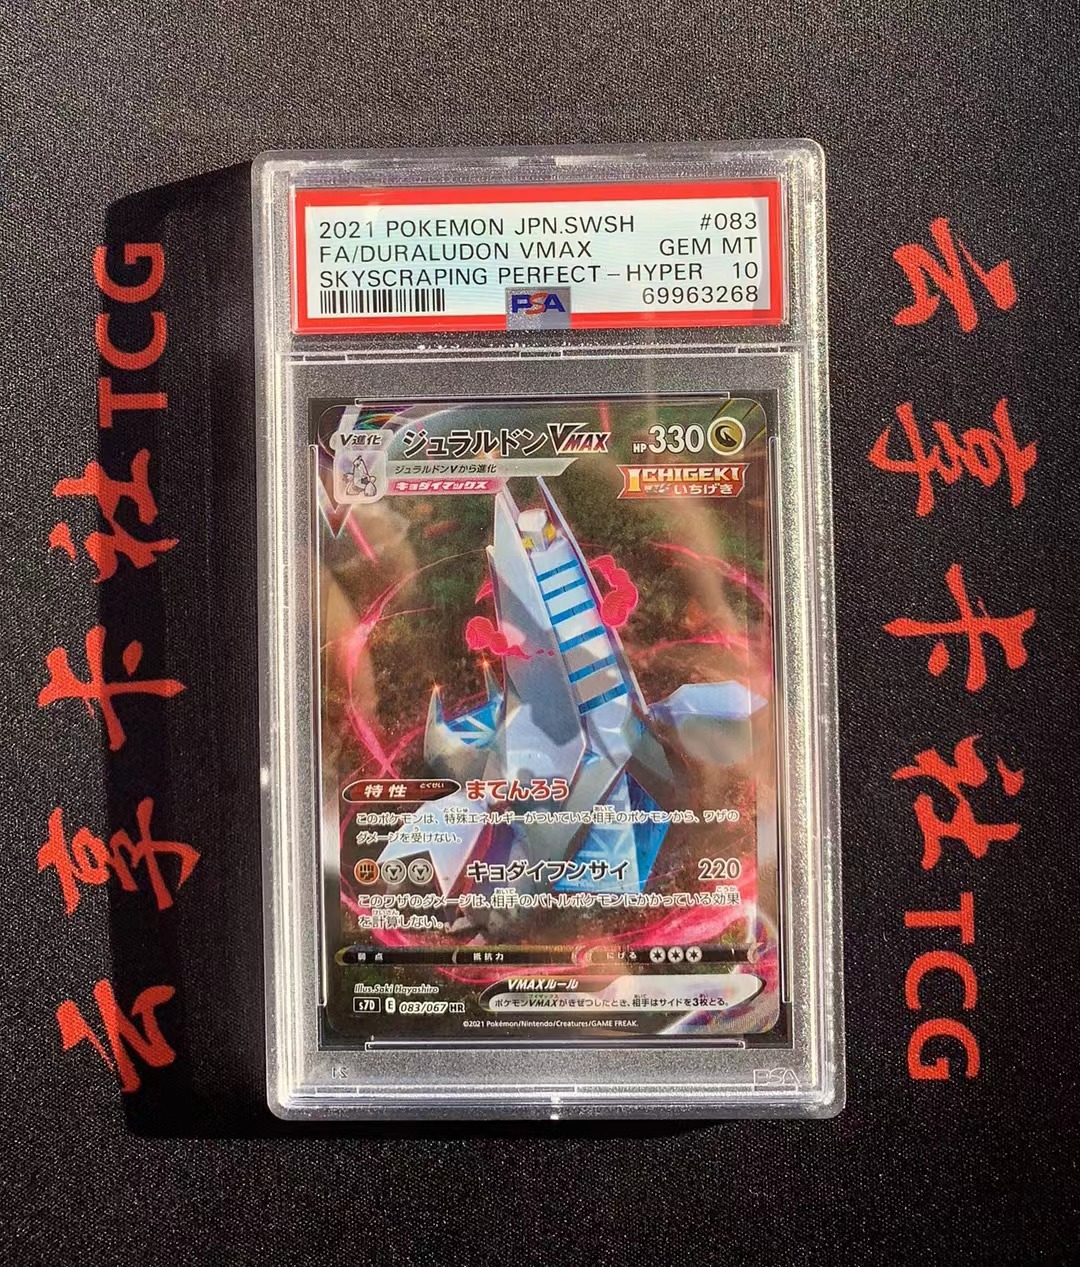 2021 POKEMON JPN.SWSH #083
FA/DURALUDON VMAX GEM MT
SKYSCRAPING PERFECT-HYPER 10
PSA 69963268
V進化 ジュラルドンVMAX HP330
ジュラルドンVから進化
キョダイマックス
ICHIGEKI
いちげき
特性 とくせい まてんろう
このポケモンは、特殊エネルギーがついている相手のポケモンから、ワザの
ダメージを受けない。
キョダイフンサイ 220
このワザのダメージは、相手のバトルポケモンにかかっている効果
を計算しない。
弱点 抵抗力 にげる
Illus. Saki Hayashiro
VMAXルール
ポケモンVMAXがきぜつしたとき、相手はサイドを3枚とる。
s7D E 083/067 HR
©2021 Pokémon/Nintendo/Creatures/GAME FREAK.
21
PSA
云享卡社TCG
云享卡社TCG